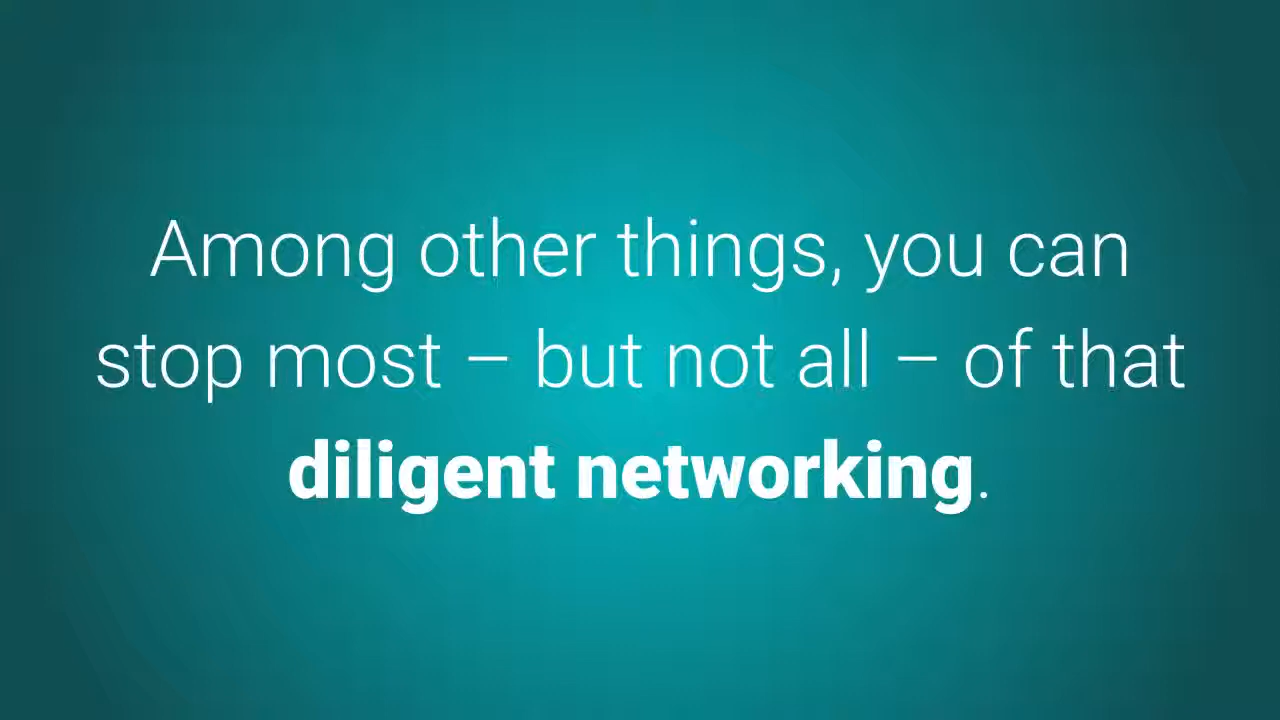 Among other things, you can
stop most – but not all – of that
diligent networking.